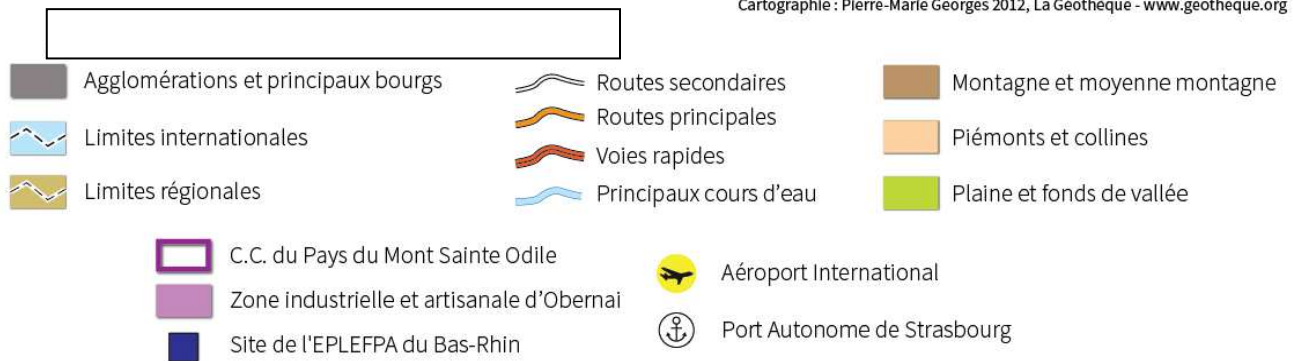 Cartographie : Pierre-Marie Georges 2012, La Géothèque - www.geotheque.org
Agglomérations et principaux bourgs
Limites internationales
Limites régionales
Routes secondaires
Routes principales
Voies rapides
Principaux cours d'eau
Montagne et moyenne montagne
Piémonts et collines
Plaine et fonds de vallée
C.C. du Pays du Mont Sainte Odile
Zone industrielle et artisanale d'Obernai
Site de l'EPLEFPA du Bas-Rhin
Aéroport International
Port Autonome de Strasbourg